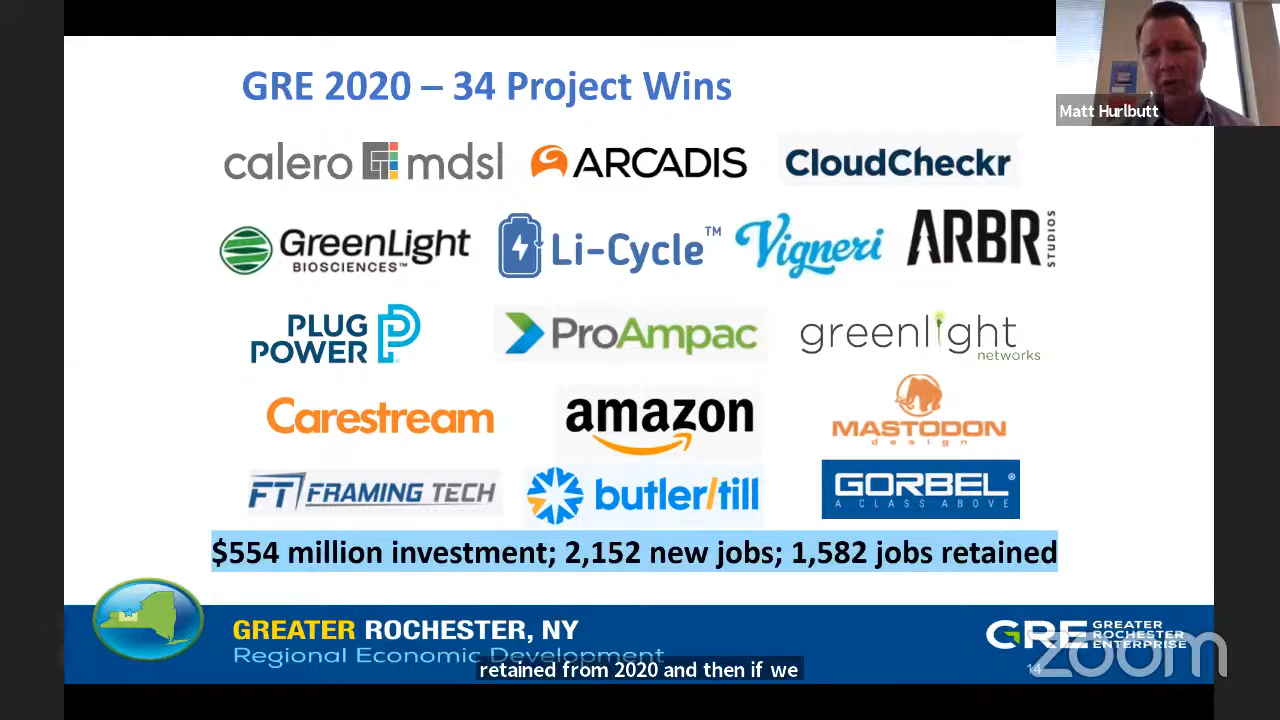 GRE 2020 – 34 Project Wins
Matt Hurlbutt
calero mdsl ARCADIS CloudCheckr
GreenLight BIOSCIENCES™ Li-Cycle™ Vigneri ARBR STUDIOS
PLUG POWER ProAmpac greenlight networks
Carestream amazon MASTODON design
FT FRAMING TECH butler/till GORBEL® A CLASS ABOVE
$554 million investment; 2,152 new jobs; 1,582 jobs retained
GREATER ROCHESTER, NY
Regional Economic Development
GRE GREATER ROCHESTER ENTERPRISE
14
zoom
retained from 2020 and then if we